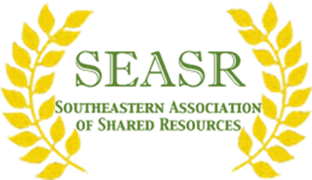 SEASR
Southeastern Association
of Shared Resources